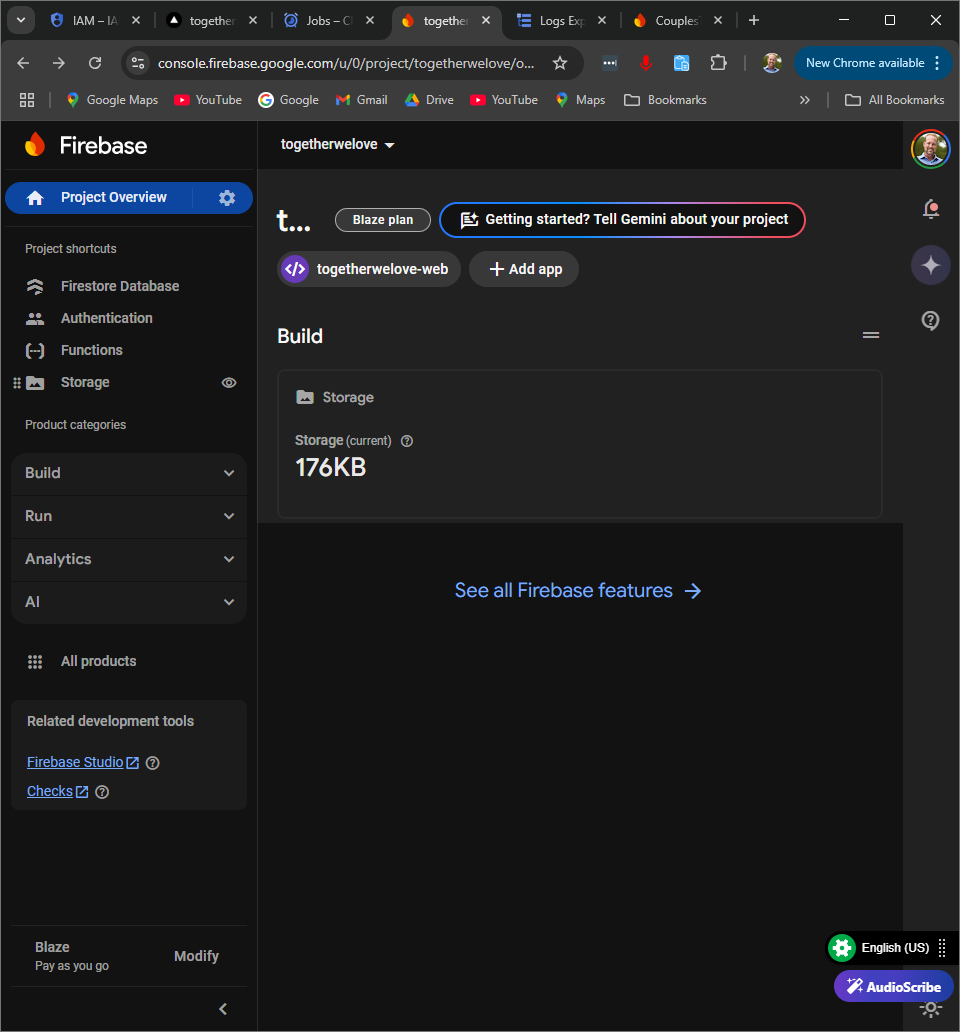 IAM – IA
together
Jobs – Cl
together
Logs Exp
Couples
console.firebase.google.com/u/0/project/togetherwelove/o...
New Chrome available
Google Maps
YouTube
Google
Gmail
Drive
YouTube
Maps
Bookmarks
All Bookmarks
Firebase
togetherwelove
Project Overview
t...
Blaze plan
Getting started? Tell Gemini about your project
Project shortcuts
togetherwelove-web
Add app
Firestore Database
Authentication
Functions
Storage
Build
Storage
Storage (current)
176KB
Product categories
Build
Run
Analytics
AI
See all Firebase features
All products
Related development tools
Firebase Studio
Checks
Blaze
Pay as you go
Modify
English (US)
AudioScribe